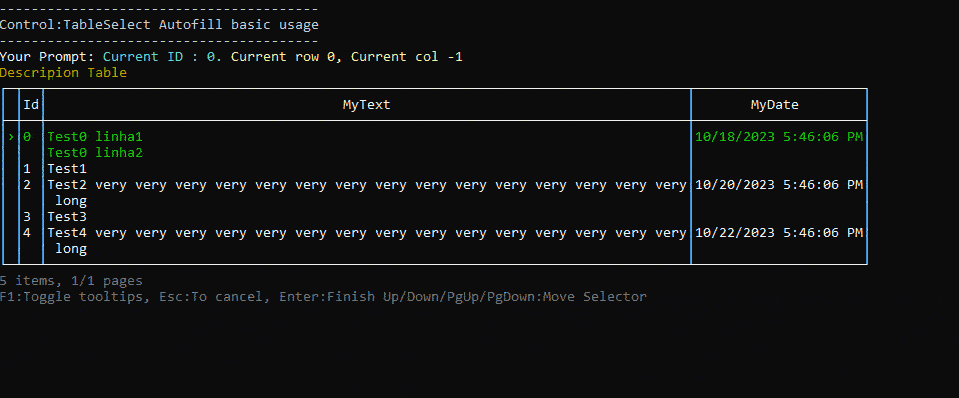 ----------------------------------------
Control:TableSelect Autofill basic usage
----------------------------------------
Your Prompt: Current ID : 0. Current row 0, Current col -1
Descripion Table
Id MyText MyDate
›0 Test0 linha1 10/18/2023 5:46:06 PM
Test0 linha2
1 Test1
2 Test2 very very very very very very very very very very very very very very very 10/20/2023 5:46:06 PM
long
3 Test3
4 Test4 very very very very very very very very very very very very very very very 10/22/2023 5:46:06 PM
long
5 items, 1/1 pages
F1:Toggle tooltips, Esc:To cancel, Enter:Finish Up/Down/PgUp/PgDown:Move Selector